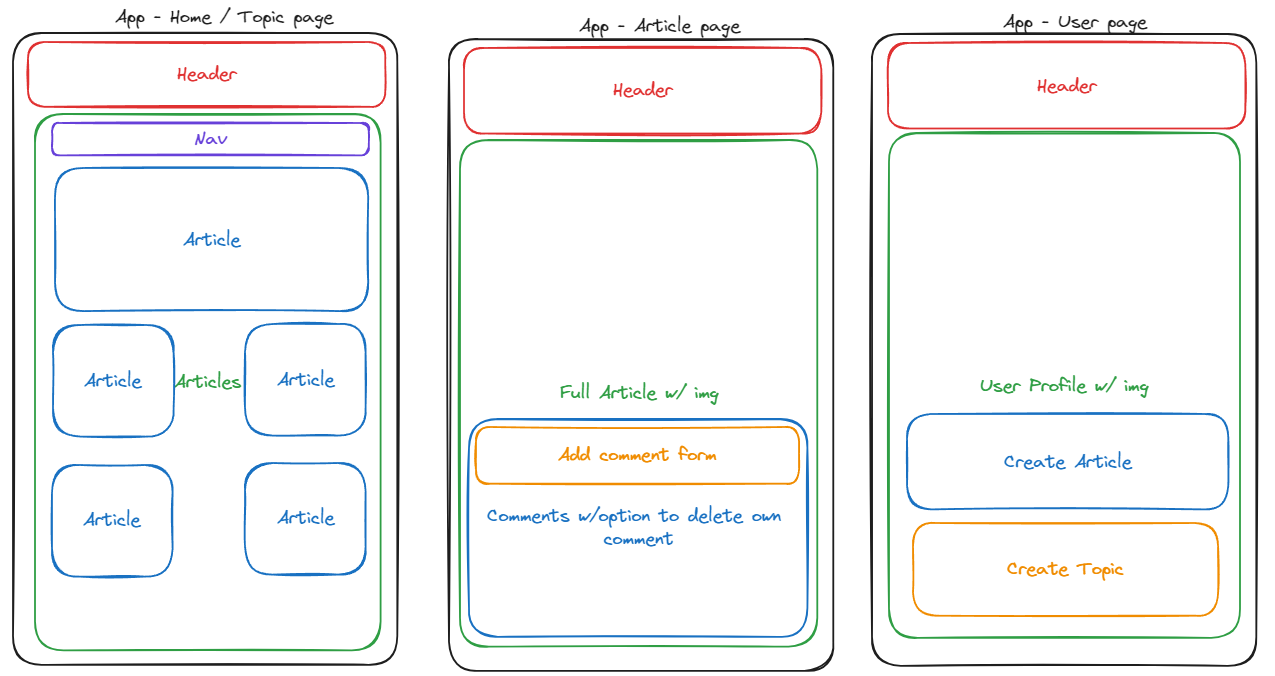 App - Home / Topic page
Header
Nav
Article
Article
Articles
Article
Article
Article
App - Article page
Header
Full Article w/ img
Add comment form
Comments w/option to delete own
comment
App - User page
Header
User Profile w/ img
Create Article
Create Topic